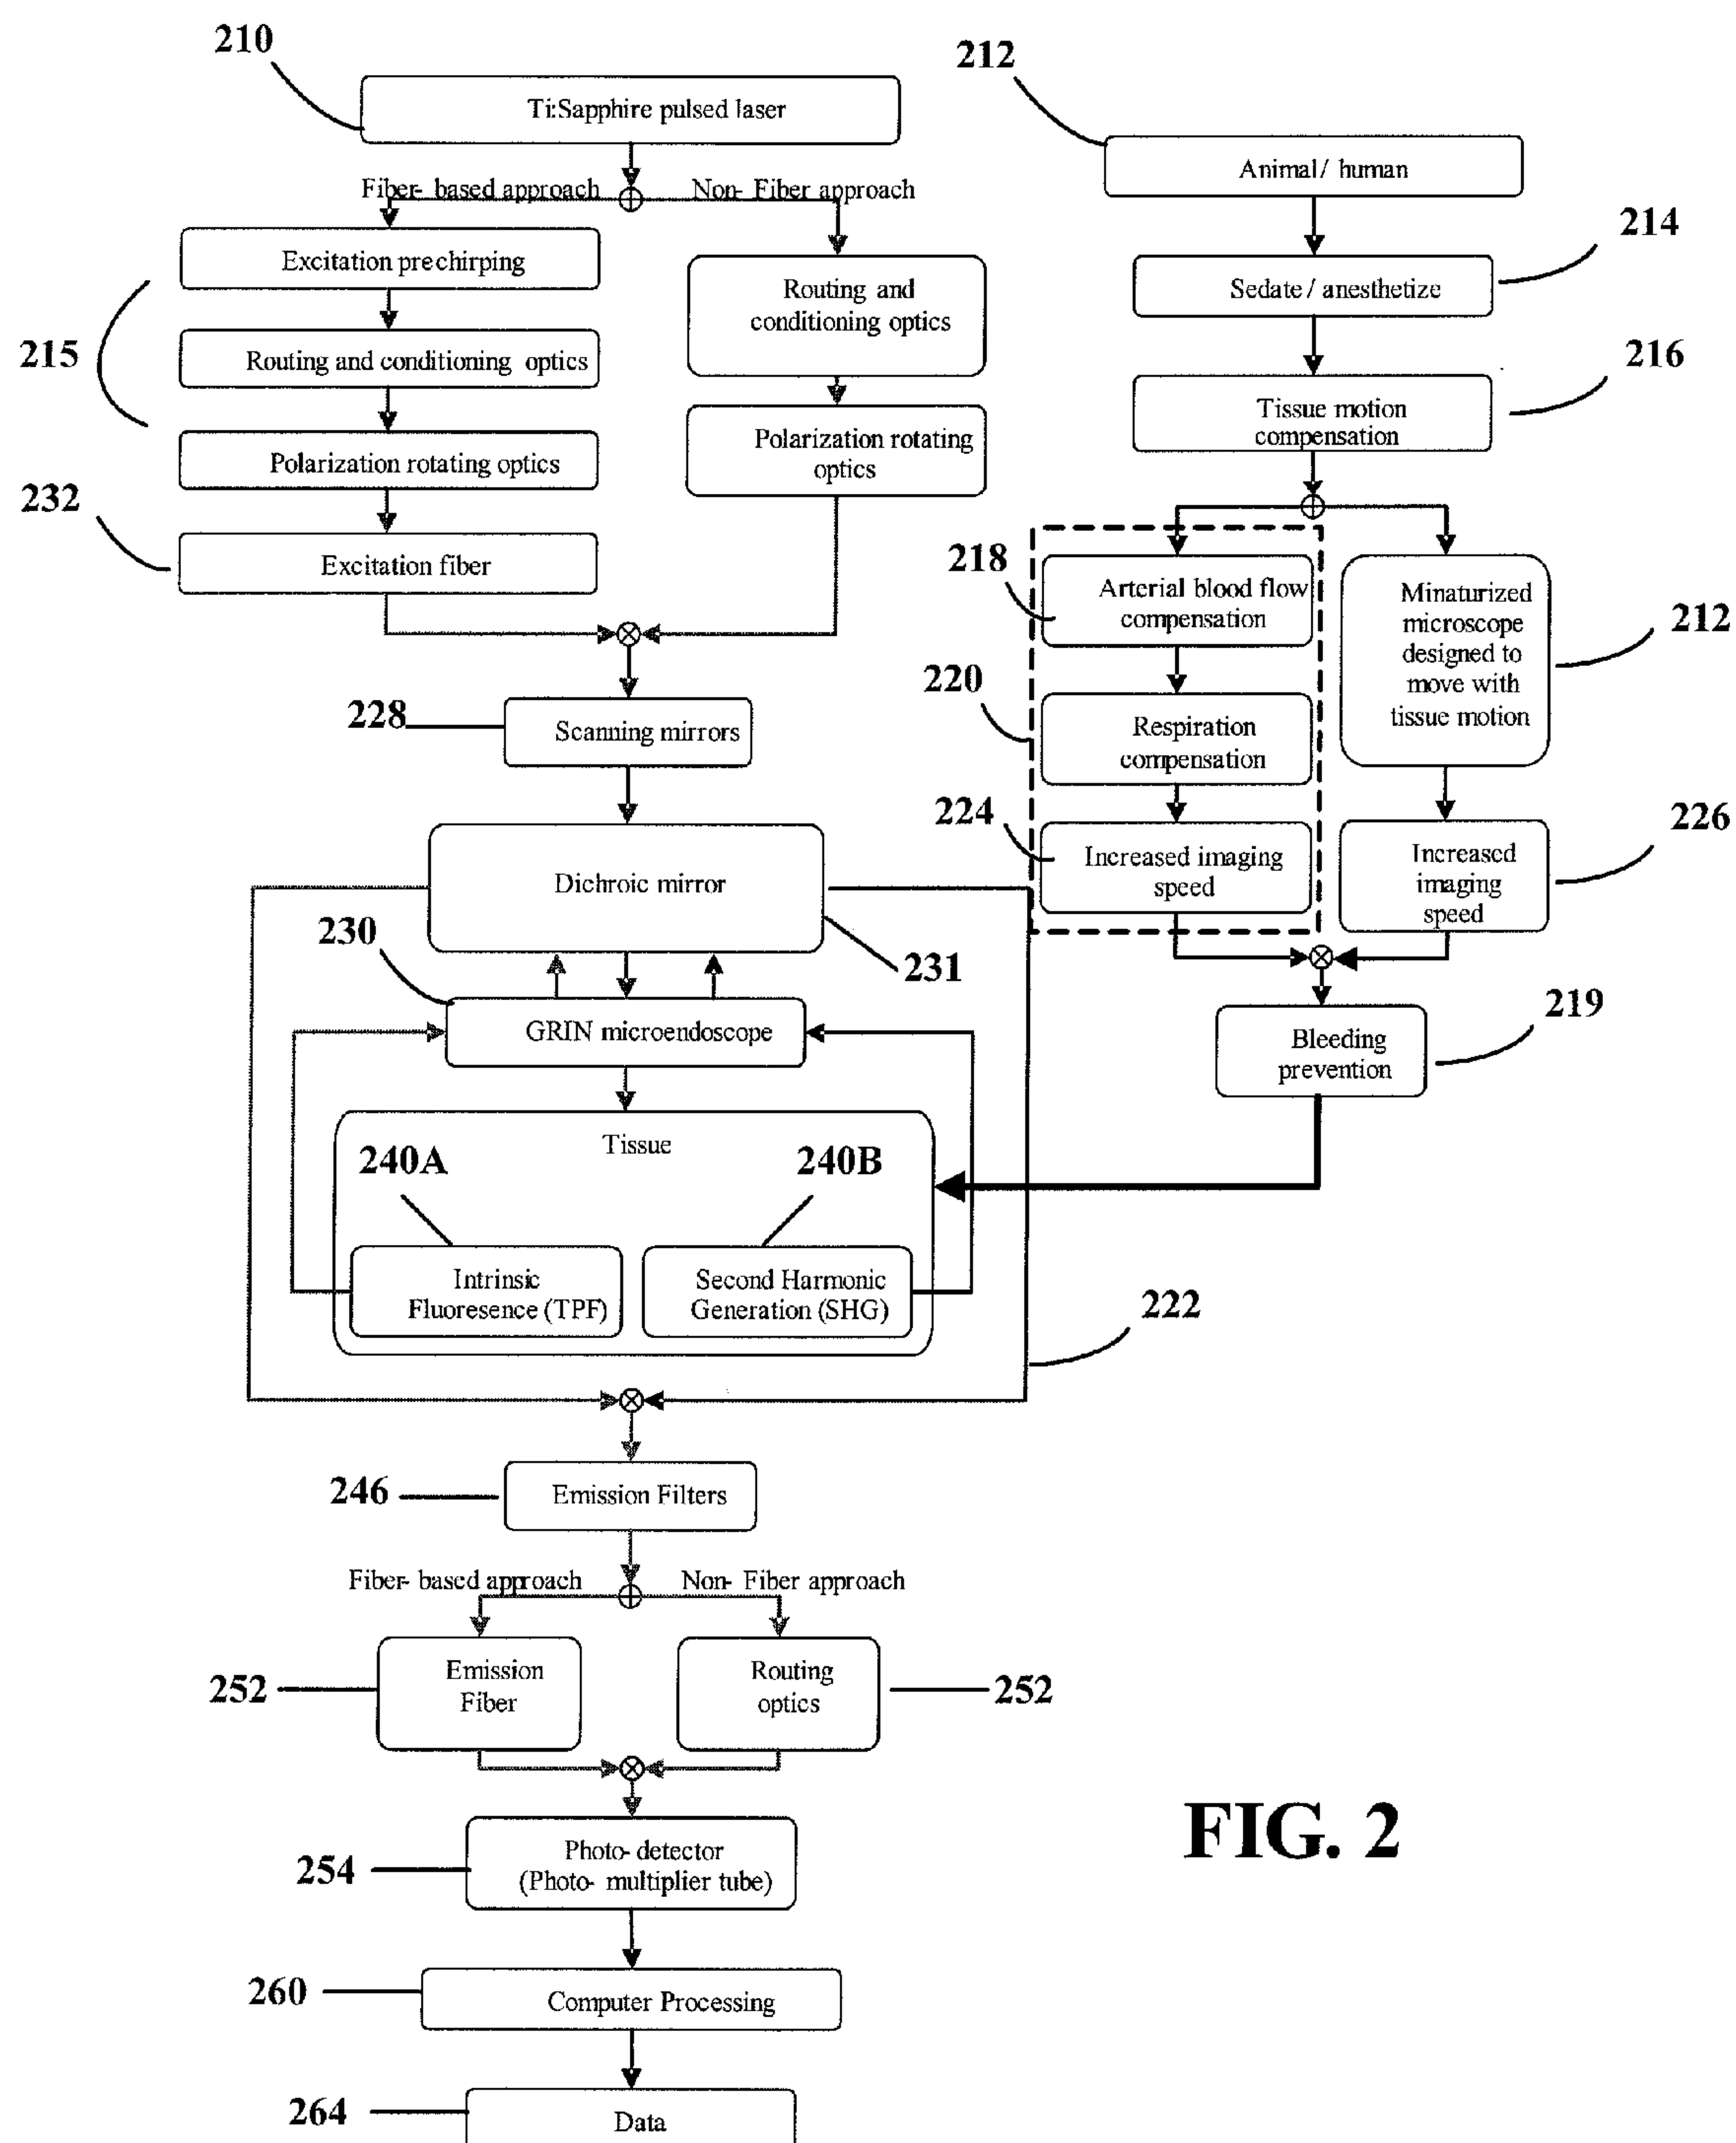 210
Ti:Sapphire pulsed laser
Fiber- based approach
Non- Fiber approach
Excitation prechirping
215
Routing and conditioning optics
Polarization rotating optics
232
Excitation fiber
Routing and
conditioning optics
Polarization rotating
optics
212
Animal / human
214
Sedate / anesthetize
216
Tissue motion
compensation
218
Arterial blood flow
compensation
220
Respiration
compensation
224
Increased imaging
speed
Minaturized
microscope
designed to
move with
tissue motion
212
Increased
imaging
speed
226
Bleeding
prevention
219
228
Scanning mirrors
Dichroic mirror
231
230
GRIN microendoscope
Tissue
240A
240B
Intrinsic
Fluoresence (TPF)
Second Harmonic
Generation (SHG)
222
246
Emission Filters
Fiber- based approach
Non- Fiber approach
252
Emission
Fiber
Routing
optics
252
254
Photo- detector
(Photo- multiplier tube)
260
Computer Processing
264
Data
FIG. 2